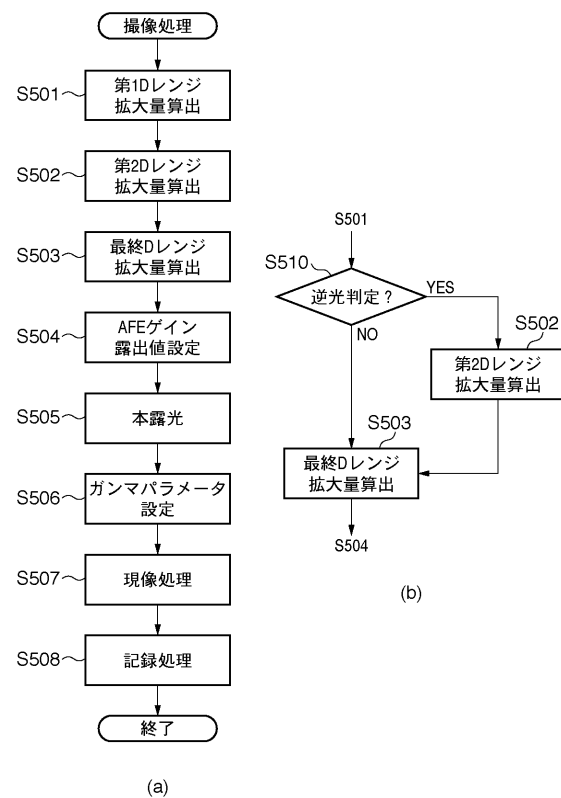 撮像処理
S501
第1Dレンジ
拡大量算出
S502
第2Dレンジ
拡大量算出
S503
最終Dレンジ
拡大量算出
S504
AFEゲイン
露出値設定
S505
本露光
S506
ガンマパラメータ
設定
S507
現像処理
S508
記録処理
終了
(a)
S501
S510
逆光判定？
YES
NO
S502
第2Dレンジ
拡大量算出
S503
最終Dレンジ
拡大量算出
S504
(b)